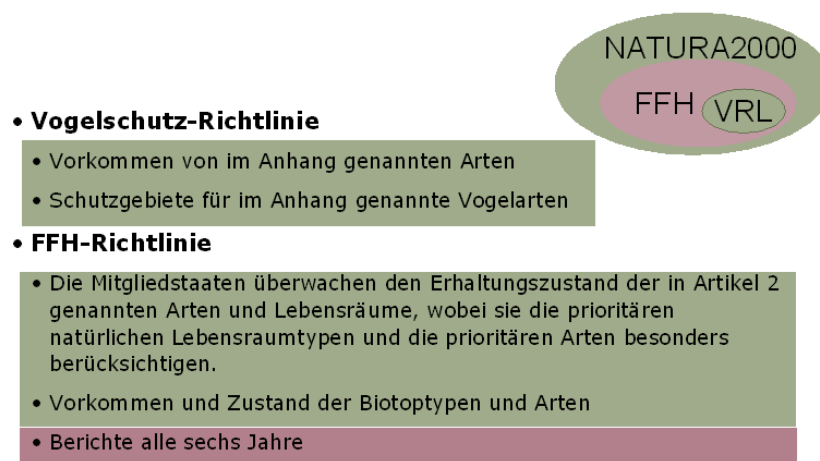 NATURA2000
FFH VRL
• Vogelschutz-Richtlinie
• Vorkommen von im Anhang genannten Arten
• Schutzgebiete für im Anhang genannte Vogelarten
• FFH-Richtlinie
• Die Mitgliedstaaten überwachen den Erhaltungszustand der in Artikel 2
genannten Arten und Lebensräume, wobei sie die prioritären
natürlichen Lebensraumtypen und die prioritären Arten besonders
berücksichtigen.
• Vorkommen und Zustand der Biotoptypen und Arten
• Berichte alle sechs Jahre